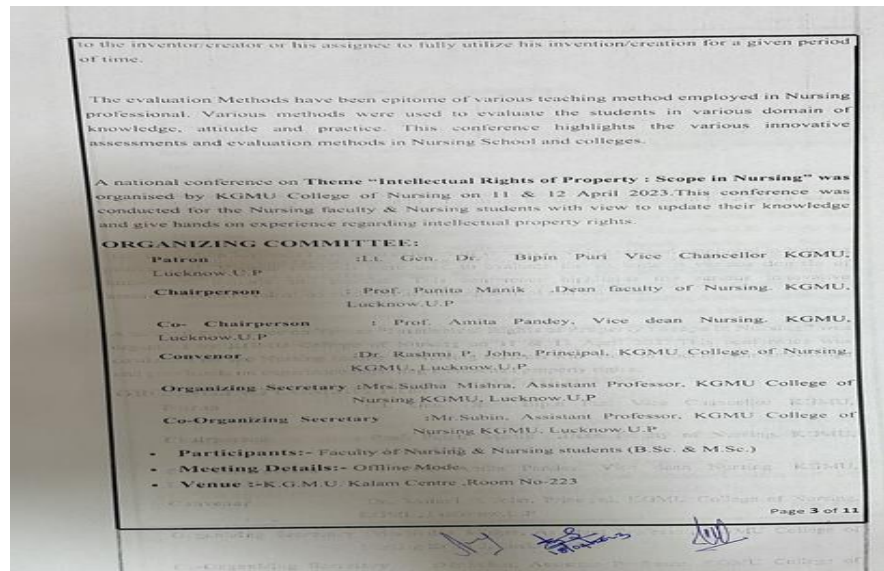 to the inventor/creator or his assignee to fully utilize his invention/creation for a given period
of time.
The evaluation Methods have been epitome of various teaching method employed in Nursing
professional. Various methods were used to evaluate the students in various domain of
knowledge, attitude and practice. This conference highlights the various innovative
assessments and evaluation methods in Nursing School and colleges.
A national conference on Theme “Intellectual Rights of Property : Scope in Nursing” was
organised by KGMU College of Nursing on 11 & 12 April 2023.This conference was
conducted for the Nursing faculty & Nursing students with view to update their knowledge
and give hands on experience regarding intellectual property rights.
ORGANIZING COMMITTEE:
Patron :Lt. Gen. Dr. Bipin Puri Vice Chancellor KGMU,
Lucknow.U.P
Chairperson : Prof. Punita Manik ,Dean faculty of Nursing. KGMU,
Lucknow.U.P
Co- Chairperson : Prof. Amita Pandey, Vice dean Nursing. KGMU,
Lucknow.U.P
Convenor :Dr. Rashmi P. John, Principal, KGMU College of Nursing,
KGMU, Lucknow.U.P
Organizing Secretary :Mrs.Sudha Mishra, Assistant Professor, KGMU College of
Nursing KGMU, Lucknow.U.P
Co-Organizing Secretary :Mr.Subin, Assistant Professor, KGMU College of
Nursing KGMU, Lucknow.U.P
• Participants:- Faculty of Nursing & Nursing students (B.Sc. & M.Sc.)
• Meeting Details:- Offline Mode
• Venue :-K.G.M.U Kalam Centre ,Room No-223
Page 3 of 11